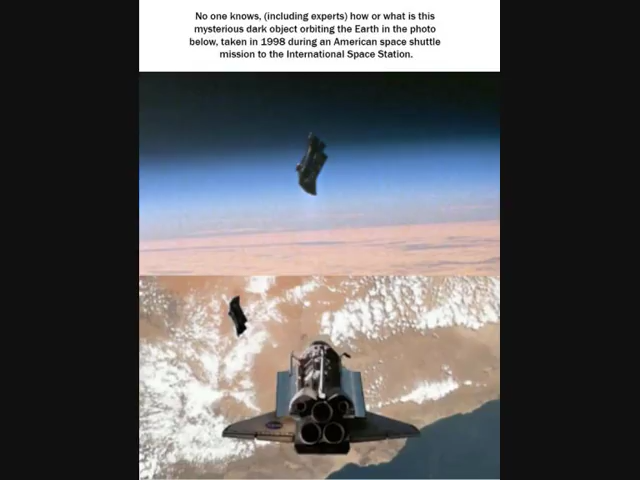 No one knows, (including experts) how or what is this
mysterious dark object orbiting the Earth in the photo
below, taken in 1998 during an American space shuttle
mission to the International Space Station.